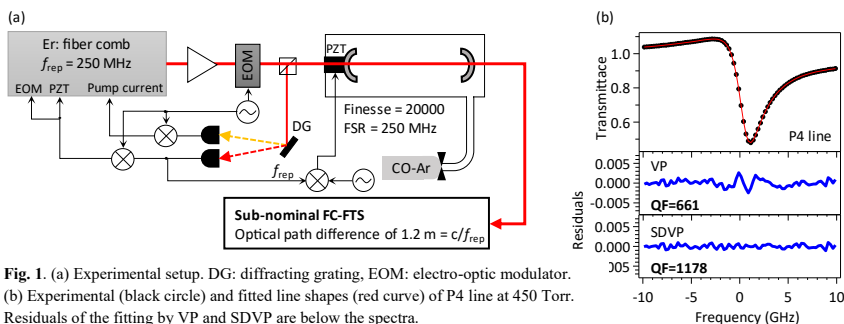 (a)
Er: fiber comb
f_rep = 250 MHz
EOM PZT Pump current
EOM
PZT
Finesse = 20000
FSR = 250 MHz
DG
f_rep
CO-Ar
Sub-nominal FC-FTS
Optical path difference of 1.2 m = c/f_rep
Fig. 1. (a) Experimental setup. DG: diffracting grating, EOM: electro-optic modulator.
(b) Experimental (black circle) and fitted line shapes (red curve) of P4 line at 450 Torr.
Residuals of the fitting by VP and SDVP are below the spectra.
(b)
Transmittace
1.0
0.8
0.6
P4 line
Residuals
0.005
0.000
-0.005
VP
QF=661
0.005
0.000
005
SDVP
QF=1178
-10 -5 0 5 10
Frequency (GHz)